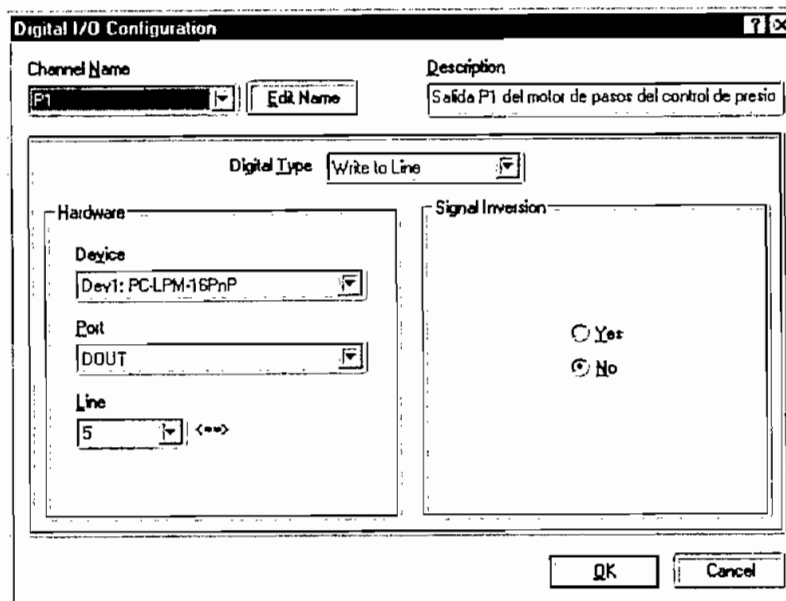 Digital I/O Configuration
Channel Name
Description
P1
Edit Name
Salida P1 del motor de pasos del control de presio
Digital Type
Write to Line
Hardware
Signal Inversion
Device
Dev1: PC-LPM-16PnP
Port
DOUT
Yes
No
Line
5
<==>
OK
Cancel